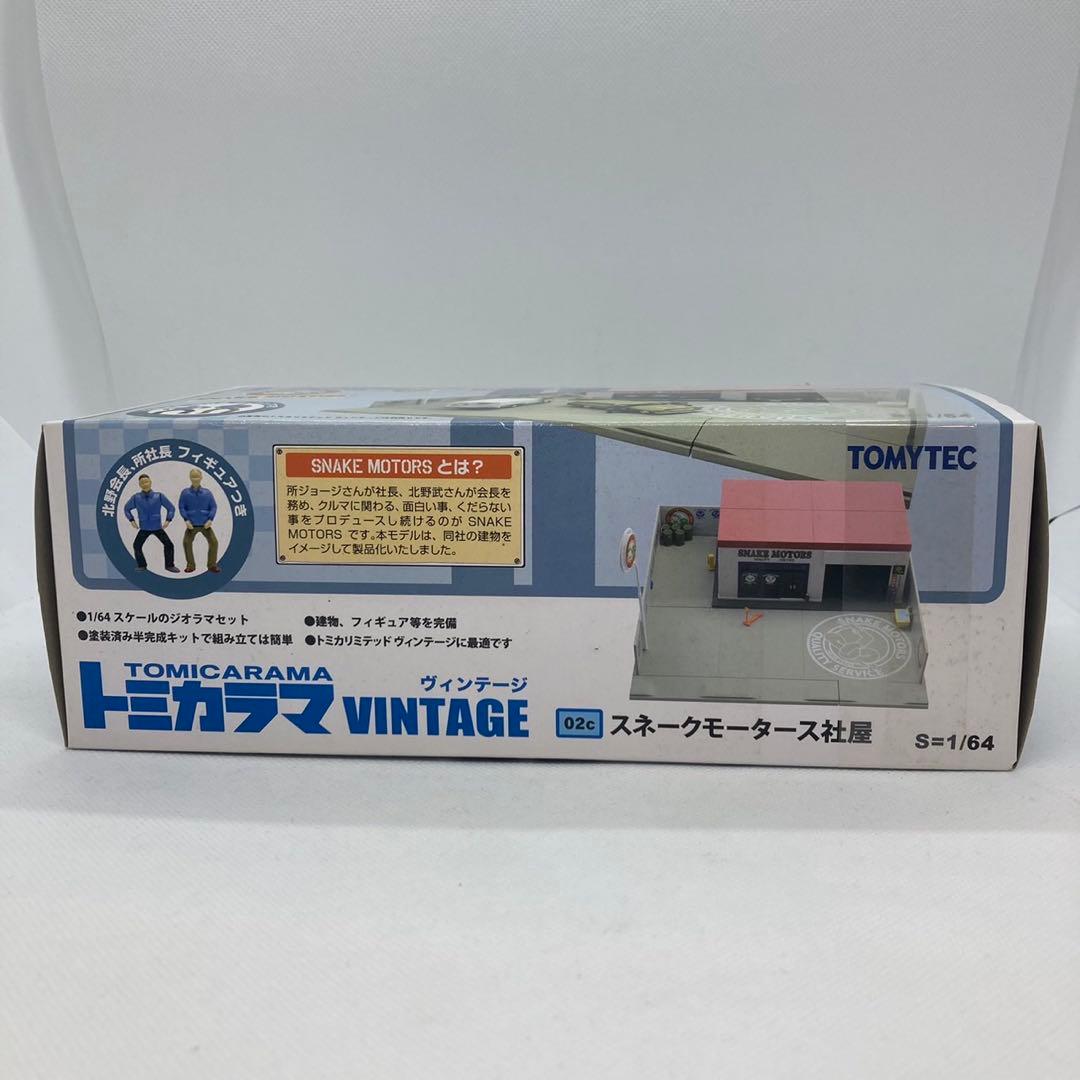 1/64
TOMYTEC
北野会長、所社長 フィギュアつき
SNAKE MOTORS とは？
所ジョージさんが社長、北野武さんが会長を
務め、クルマに関わる、面白い事、くだらない
事をプロデュースし続けるのが SNAKE
MOTORS です。本モデルは、同社の建物を
イメージして製品化いたしました。
SNAKE MOTORS
SNAKE MOTORS
QUALITY SERVICE
●1/64 スケールのジオラマセット
●建物、フィギュア等を完備
●塗装済み半完成キットで組み立ては簡単
●トミカリミテッド ヴィンテージに最適です
TOMICARAMA
トミカラマ
ヴィンテージ
VINTAGE
02c スネークモータース社屋
S=1/64